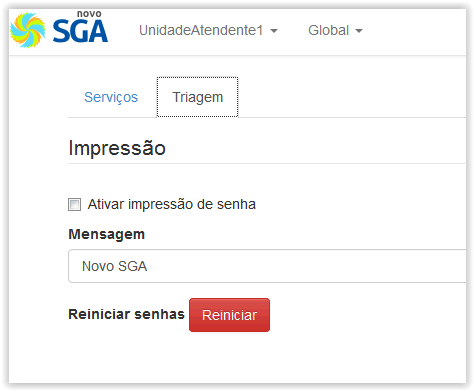 novo
SGA UnidadeAtendente1 Global
Serviços Triagem
Impressão
Ativar impressão de senha
Mensagem
Novo SGA
Reiniciar senhas Reiniciar